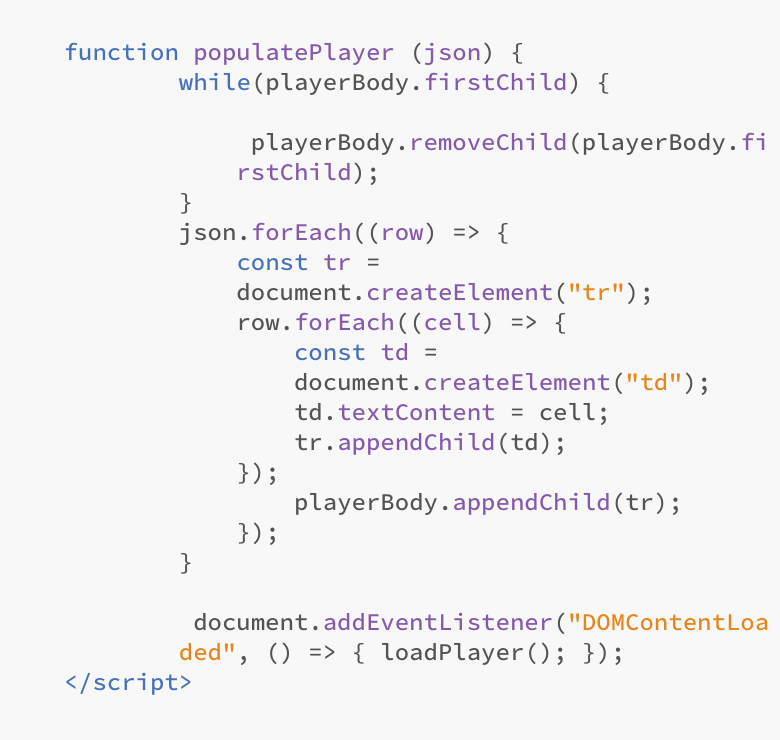 function populatePlayer (json) {
while(playerBody.firstChild) {
playerBody.removeChild(playerBody.fi
rstChild);
}
json.forEach((row) => {
const tr =
document.createElement("tr");
row.forEach((cell) => {
const td =
document.createElement("td");
td.textContent = cell;
tr.appendChild(td);
});
playerBody.appendChild(tr);
});
}
document.addEventListener("DOMContentLoa
ded", () => { loadPlayer(); });
</script>